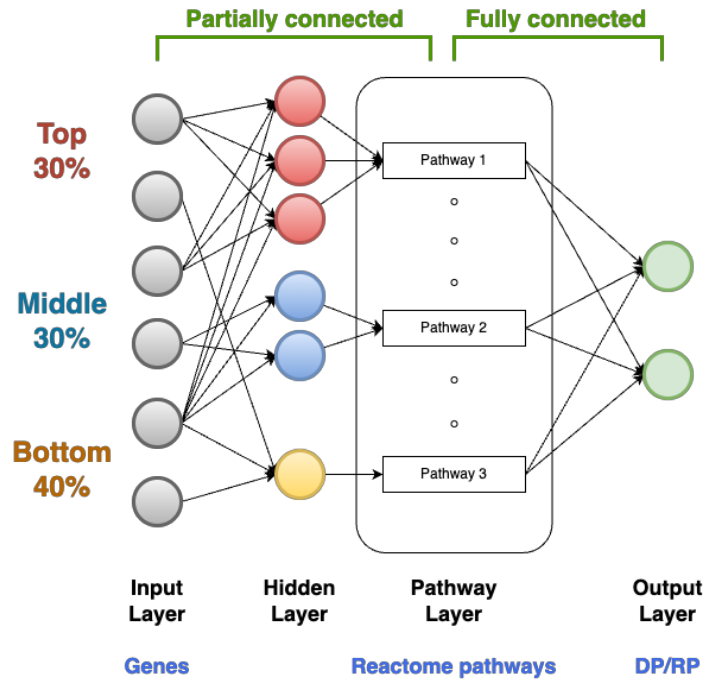 Partially connected
Fully connected
Top
30%
Middle
30%
Bottom
40%
Pathway 1
Pathway 2
Pathway 3
Input
Layer
Hidden
Layer
Pathway
Layer
Output
Layer
Genes
Reactome pathways
DP/RP